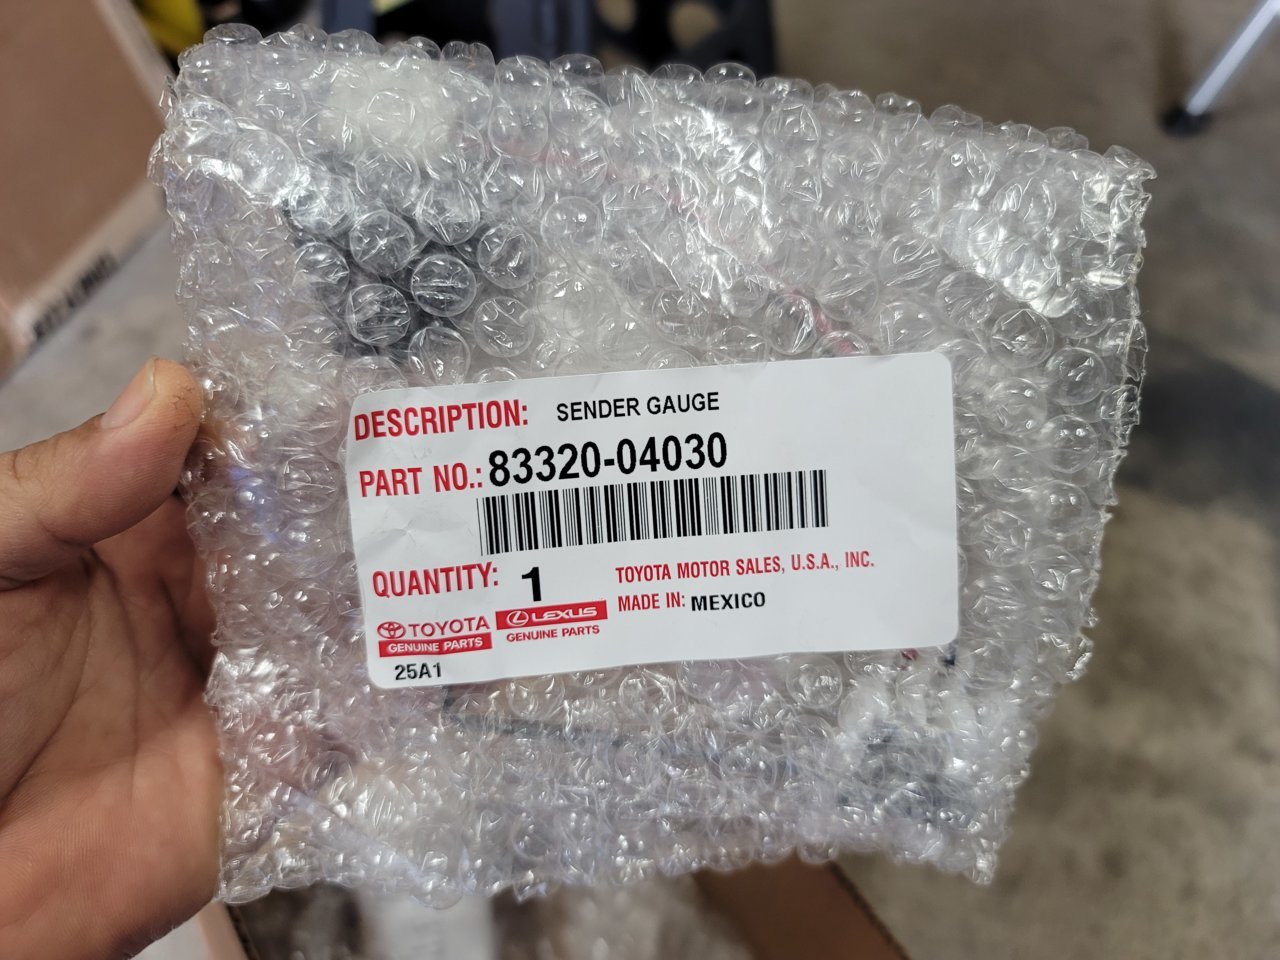 DESCRIPTION: SENDER GAUGE
PART NO.: 83320-04030
QUANTITY: 1
TOYOTA MOTOR SALES, U.S.A., INC.
MADE IN: MEXICO
TOYOTA
GENUINE PARTS
LEXUS
GENUINE PARTS
25A1